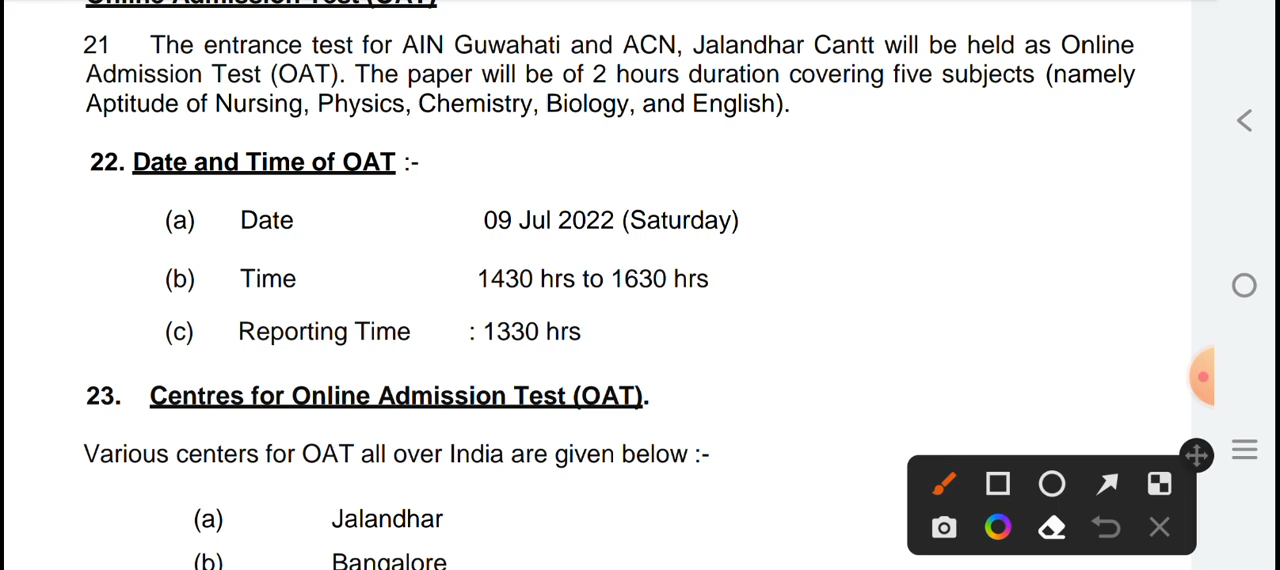 Online Admission Test (OAT)
21 The entrance test for AIN Guwahati and ACN, Jalandhar Cantt will be held as Online
Admission Test (OAT). The paper will be of 2 hours duration covering five subjects (namely
Aptitude of Nursing, Physics, Chemistry, Biology, and English).
22. Date and Time of OAT :-
(a) Date 09 Jul 2022 (Saturday)
(b) Time 1430 hrs to 1630 hrs
(c) Reporting Time : 1330 hrs
23. Centres for Online Admission Test (OAT).
Various centers for OAT all over India are given below :-
(a) Jalandhar
(b) Bangalore